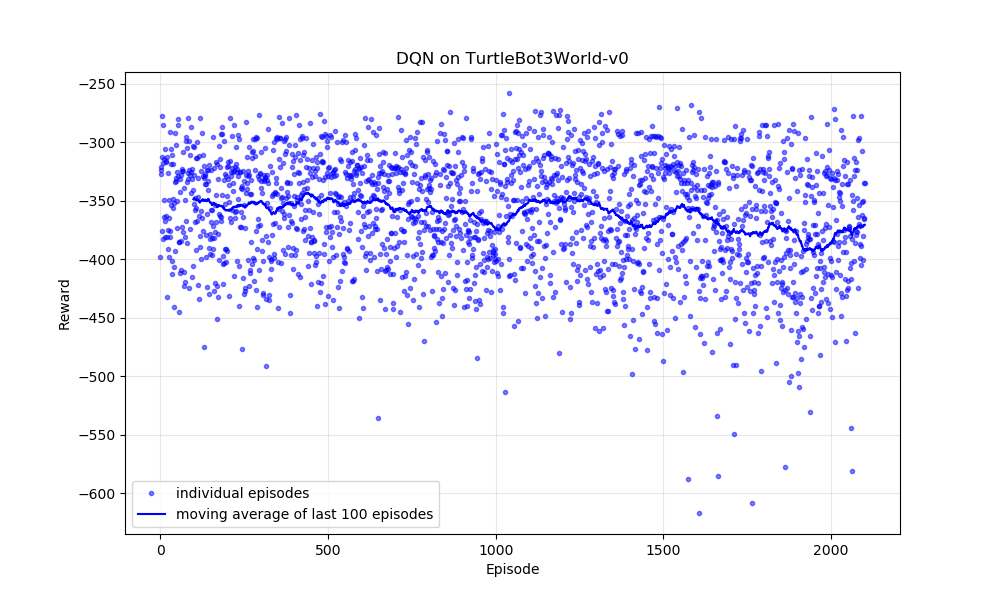 DQN on TurtleBot3World-v0
Reward
−250
−300
−350
−400
−450
−500
−550
−600
individual episodes
moving average of last 100 episodes
0
500
1000
1500
2000
Episode